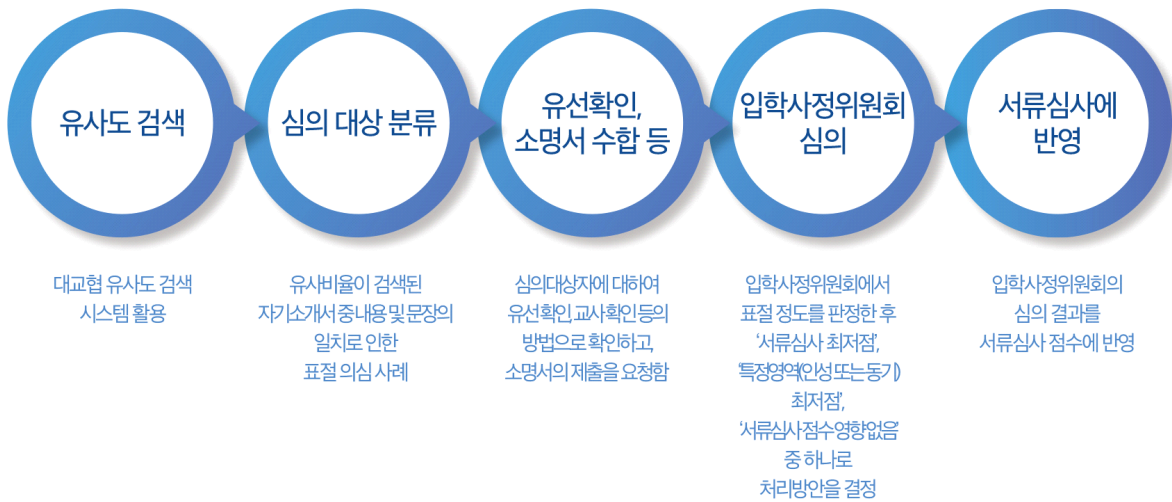 유사도 검색
심의 대상 분류
유선확인,
소명서 수합 등
입학사정위원회
심의
서류심사에
반영
대교협 유사도 검색
시스템 활용
유사비율이 검색된
자기소개서 중 내용 및 문장의
일치로 인한
표절 의심 사례
심의대상자에 대하여
유선확인, 교사확인 등의
방법으로 확인하고,
소명서의 제출을 요청함
입학사정위원회에서
표절 정도를 판정한 후
‘서류심사 최저점’,
‘특정영역(인성 또는 동기)
최저점’,
‘서류심사 점수 영향 없음’
중 하나로
처리방안을 결정
입학사정위원회의
심의 결과를
서류심사 점수에 반영